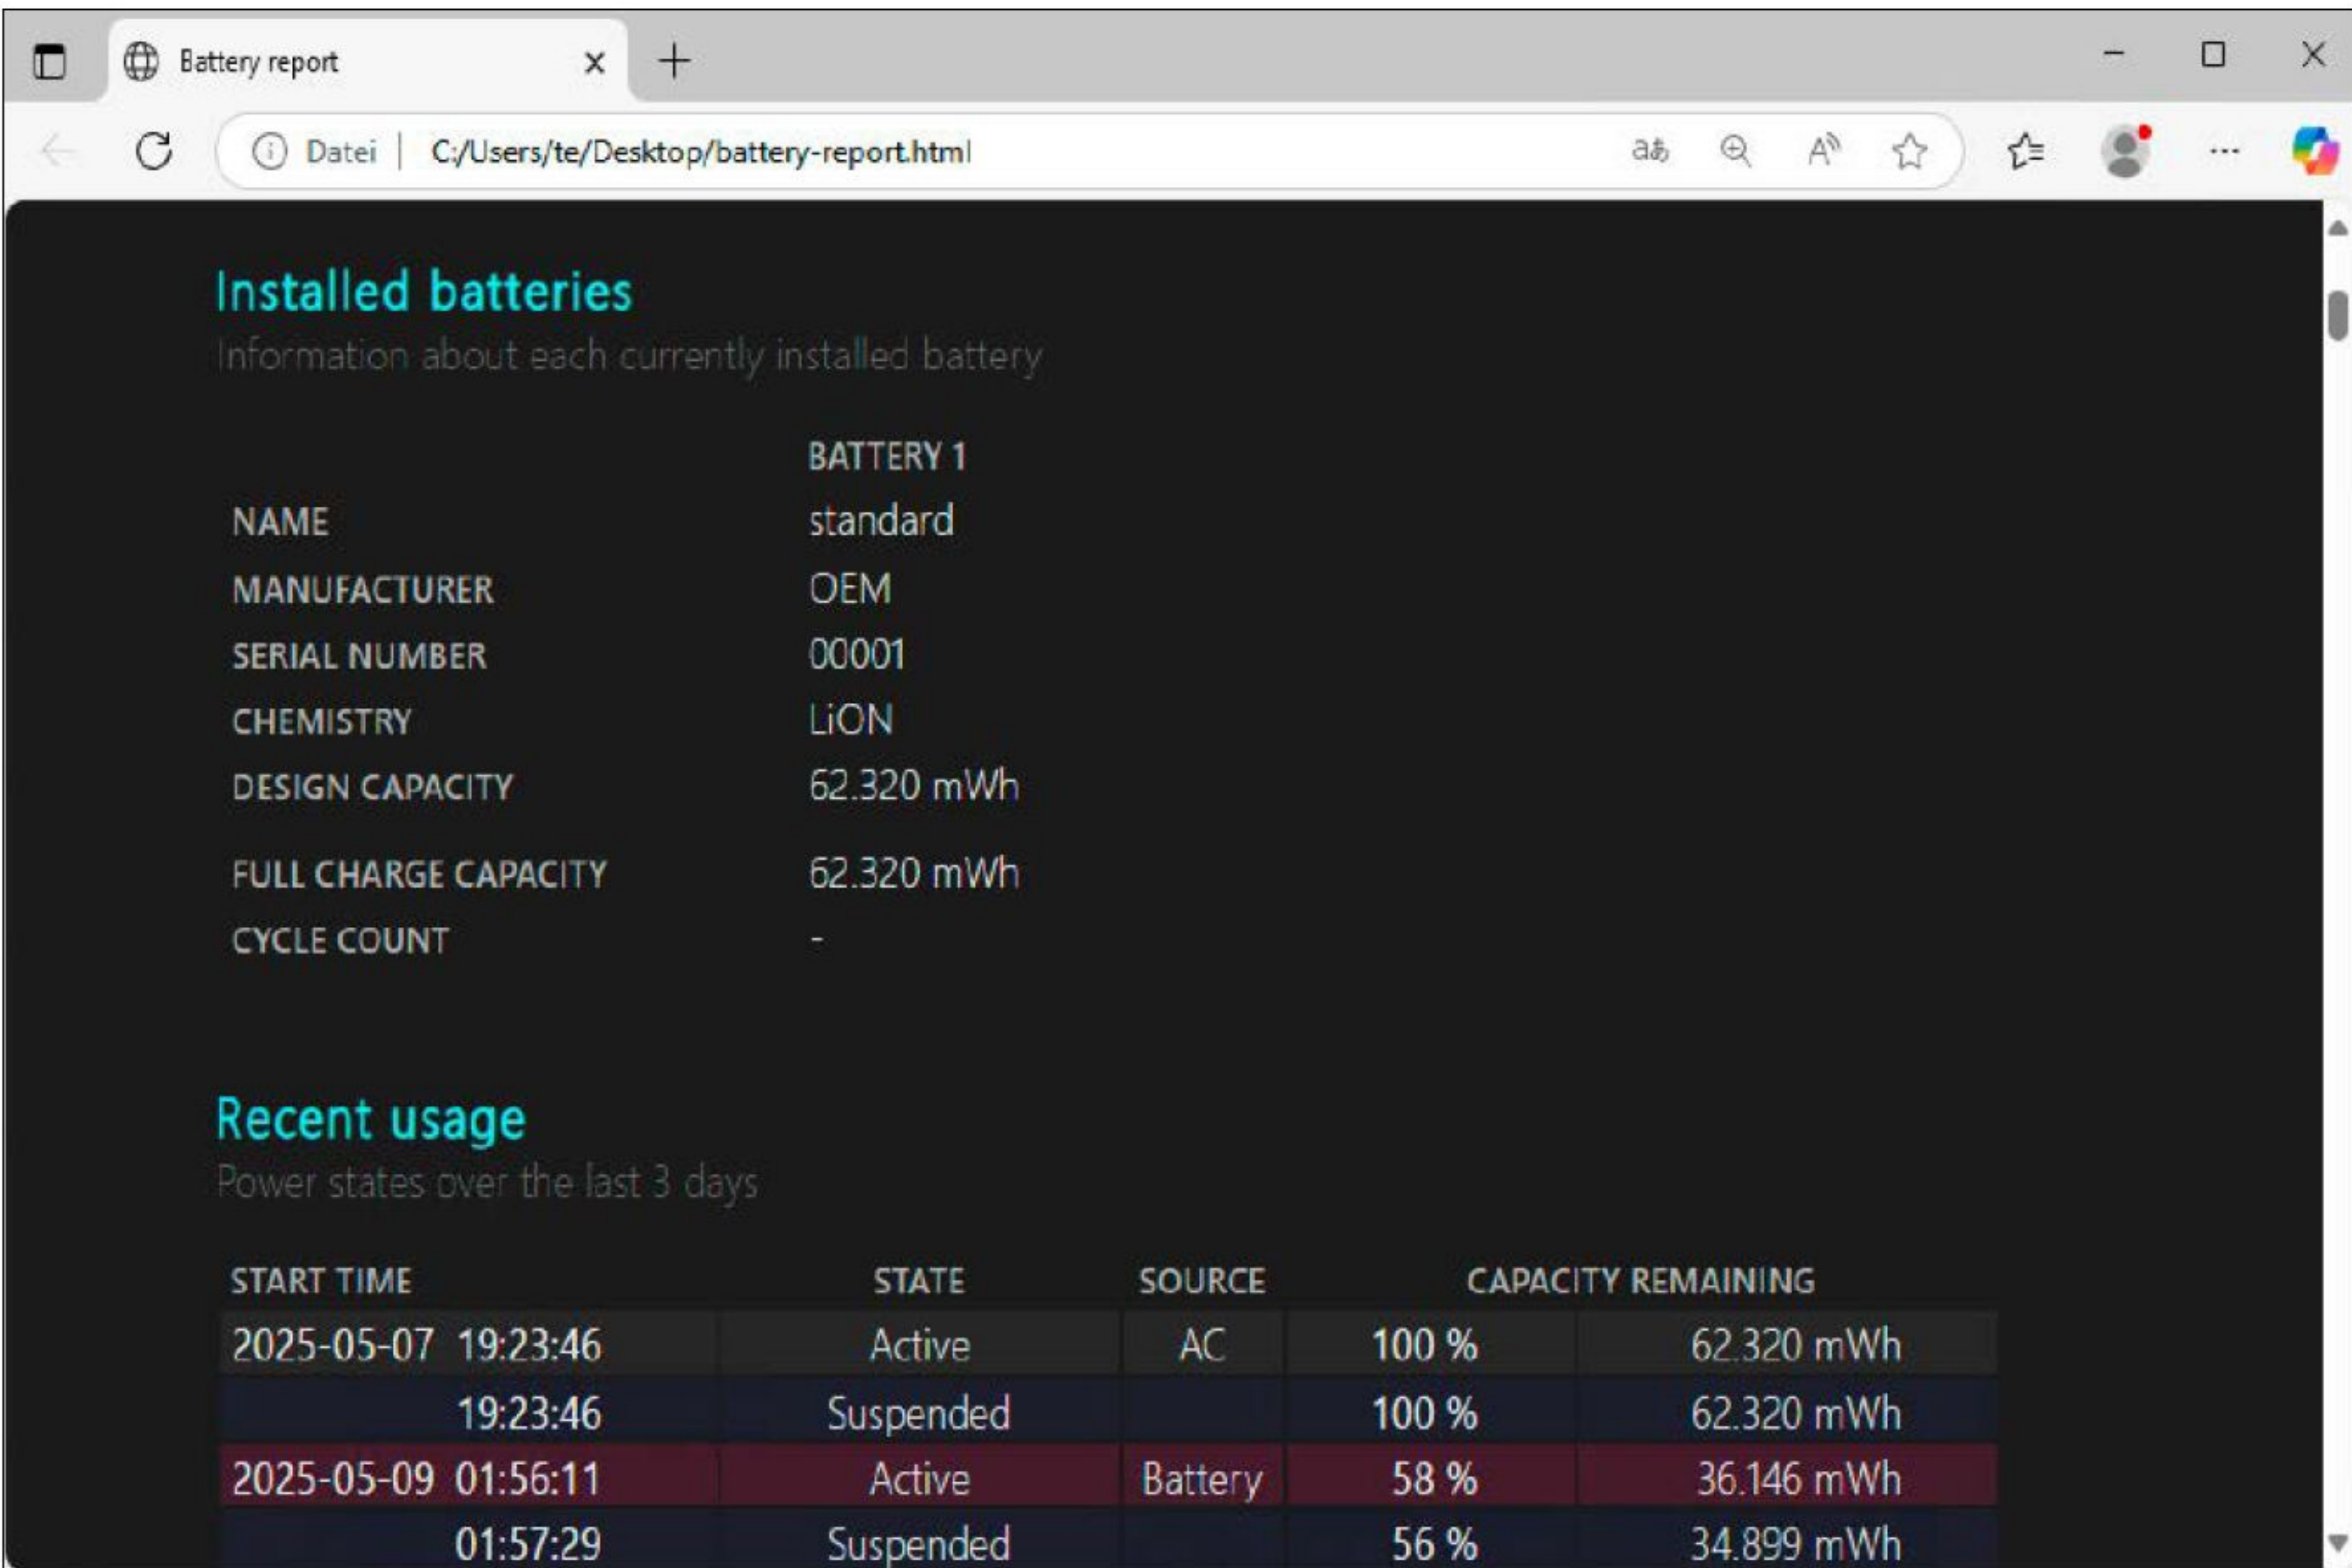 Battery report
Datei C:/Users/te/Desktop/battery-report.html
Installed batteries
Information about each currently installed battery
BATTERY 1
NAME standard
MANUFACTURER OEM
SERIAL NUMBER 00001
CHEMISTRY LiON
DESIGN CAPACITY 62.320 mWh
FULL CHARGE CAPACITY 62.320 mWh
CYCLE COUNT -
Recent usage
Power states over the last 3 days
START TIME STATE SOURCE CAPACITY REMAINING
2025-05-07 19:23:46 Active AC 100 % 62.320 mWh
19:23:46 Suspended 100 % 62.320 mWh
2025-05-09 01:56:11 Active Battery 58 % 36.146 mWh
01:57:29 Suspended 56 % 34.899 mWh